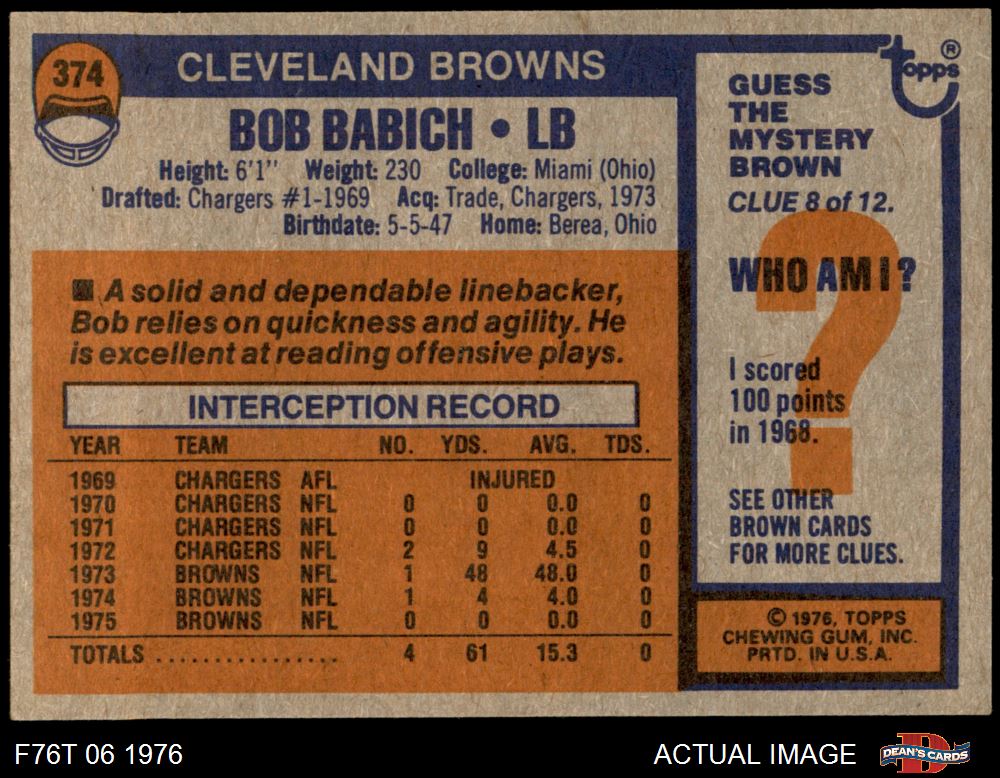 374
CLEVELAND BROWNS
BOB BABICH • LB
Height: 6'1" Weight: 230 College: Miami (Ohio)
Drafted: Chargers #1-1969 Acq: Trade, Chargers, 1973
Birthdate: 5-5-47 Home: Berea, Ohio
■ A solid and dependable linebacker,
Bob relies on quickness and agility. He
is excellent at reading offensive plays.
INTERCEPTION RECORD
YEAR TEAM NO. YDS. AVG. TDS.
1969 CHARGERS AFL INJURED
1970 CHARGERS NFL 0 0 0.0 0
1971 CHARGERS NFL 0 0 0.0 0
1972 CHARGERS NFL 2 9 4.5 0
1973 BROWNS NFL 1 48 48.0 0
1974 BROWNS NFL 1 4 4.0 0
1975 BROWNS NFL 0 0 0.0 0
TOTALS .................. 4 61 15.3 0
topps ®
GUESS
THE
MYSTERY
BROWN
CLUE 8 of 12.
?
WHO AM I?
I scored
100 points
in 1968.
SEE OTHER
BROWN CARDS
FOR MORE CLUES.
© 1976, TOPPS
CHEWING GUM, INC.
PRTD. IN U.S.A.
F76T 06 1976
ACTUAL IMAGE
D
DEAN'S CARDS